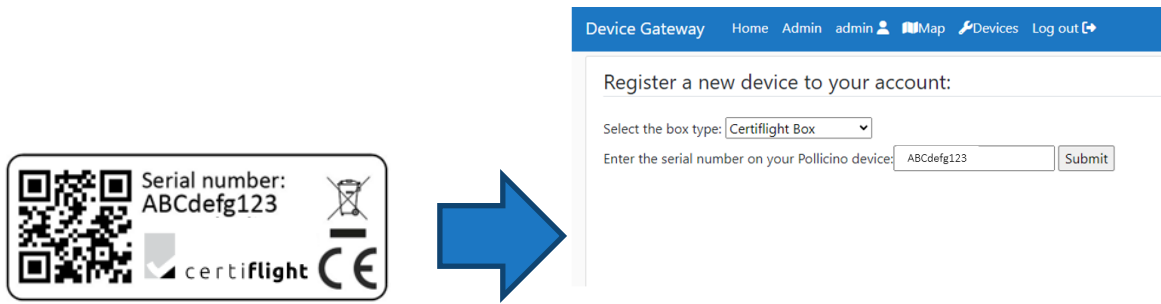 Serial number:
ABCdefg123
certiflight
CE
Device Gateway Home Admin admin Map Devices Log out
Register a new device to your account:
Select the box type: Certiflight Box
Enter the serial number on your Pollicino device: ABCdefg123 Submit